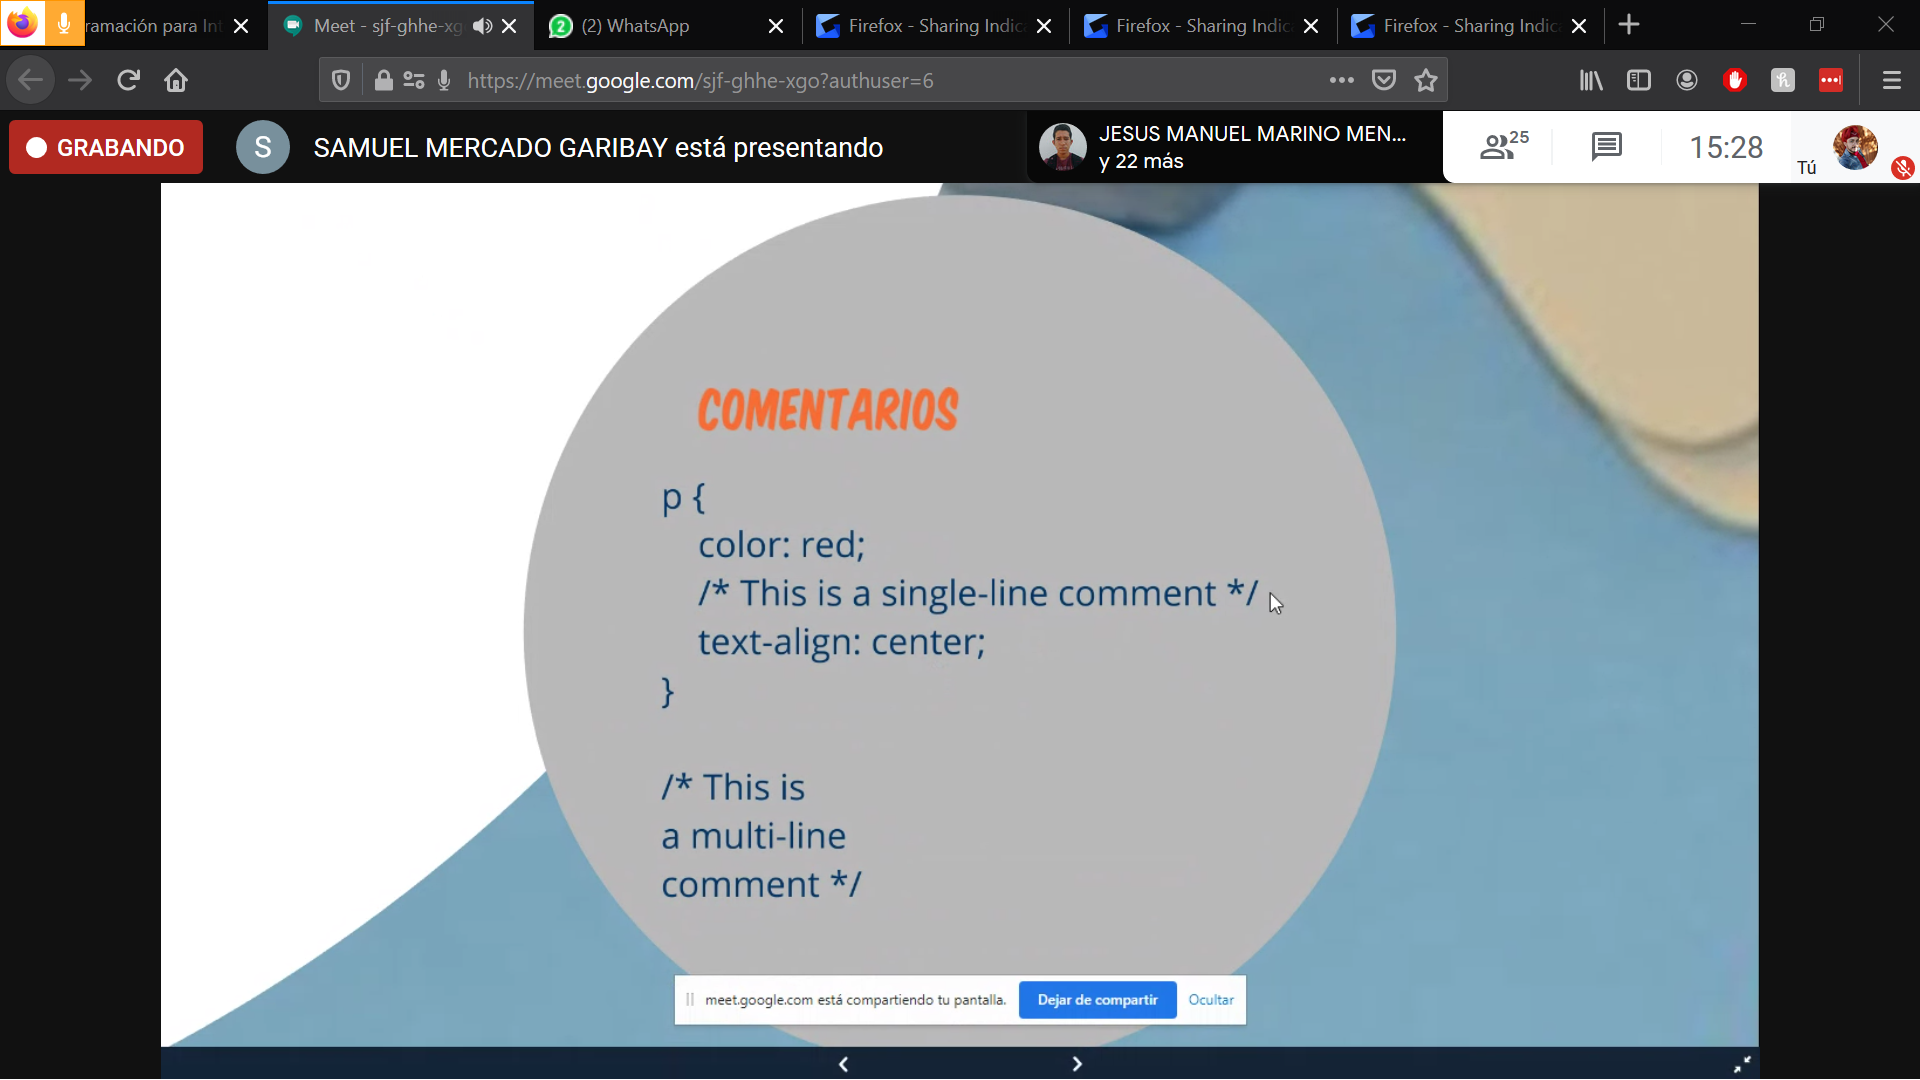 ramación para Int
Meet - sjf-ghhe-xg
(2) WhatsApp
Firefox - Sharing Indic
Firefox - Sharing Indic
Firefox - Sharing Indic
https://meet.google.com/sjf-ghhe-xgo?authuser=6
GRABANDO
S
SAMUEL MERCADO GARIBAY está presentando
JESUS MANUEL MARINO MEN...
y 22 más
25
15:28
Tú
COMENTARIOS
p {
color: red;
/* This is a single-line comment */
text-align: center;
}
/* This is
a multi-line
comment */
meet.google.com está compartiendo tu pantalla.
Dejar de compartir
Ocultar